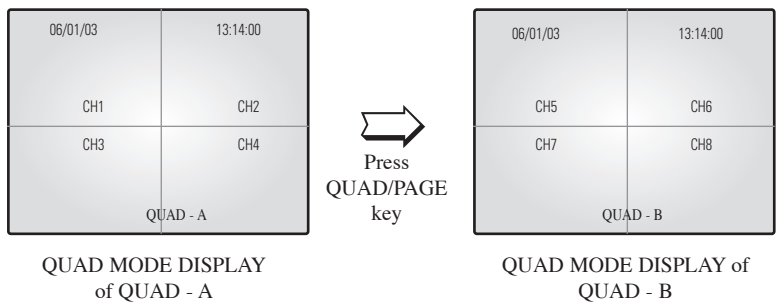 06/01/03 13:14:00
CH1 CH2
CH3 CH4
QUAD - A
QUAD MODE DISPLAY
of QUAD - A
Press
QUAD/PAGE
key
06/01/03 13:14:00
CH5 CH6
CH7 CH8
QUAD - B
QUAD MODE DISPLAY of
QUAD - B